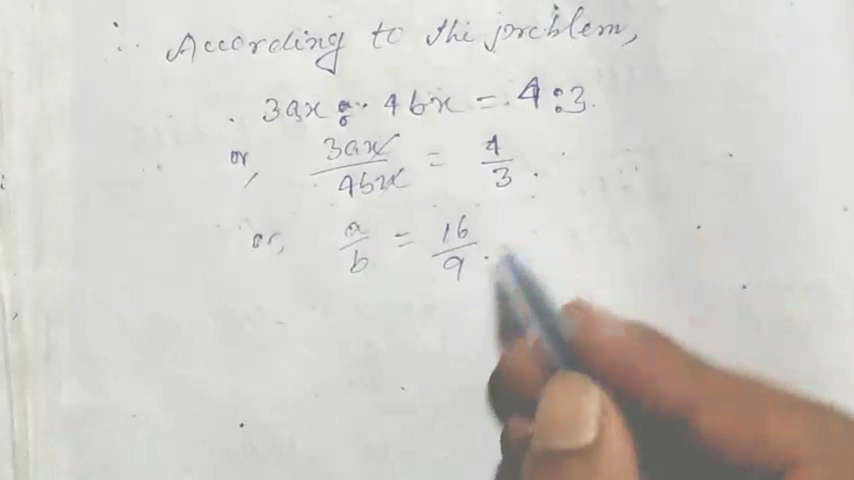 ∴ According to the problem,
3ax : 4bx = 4 : 3.
or, 3ax/4bx = 4/3.
or, a/b = 16/9.